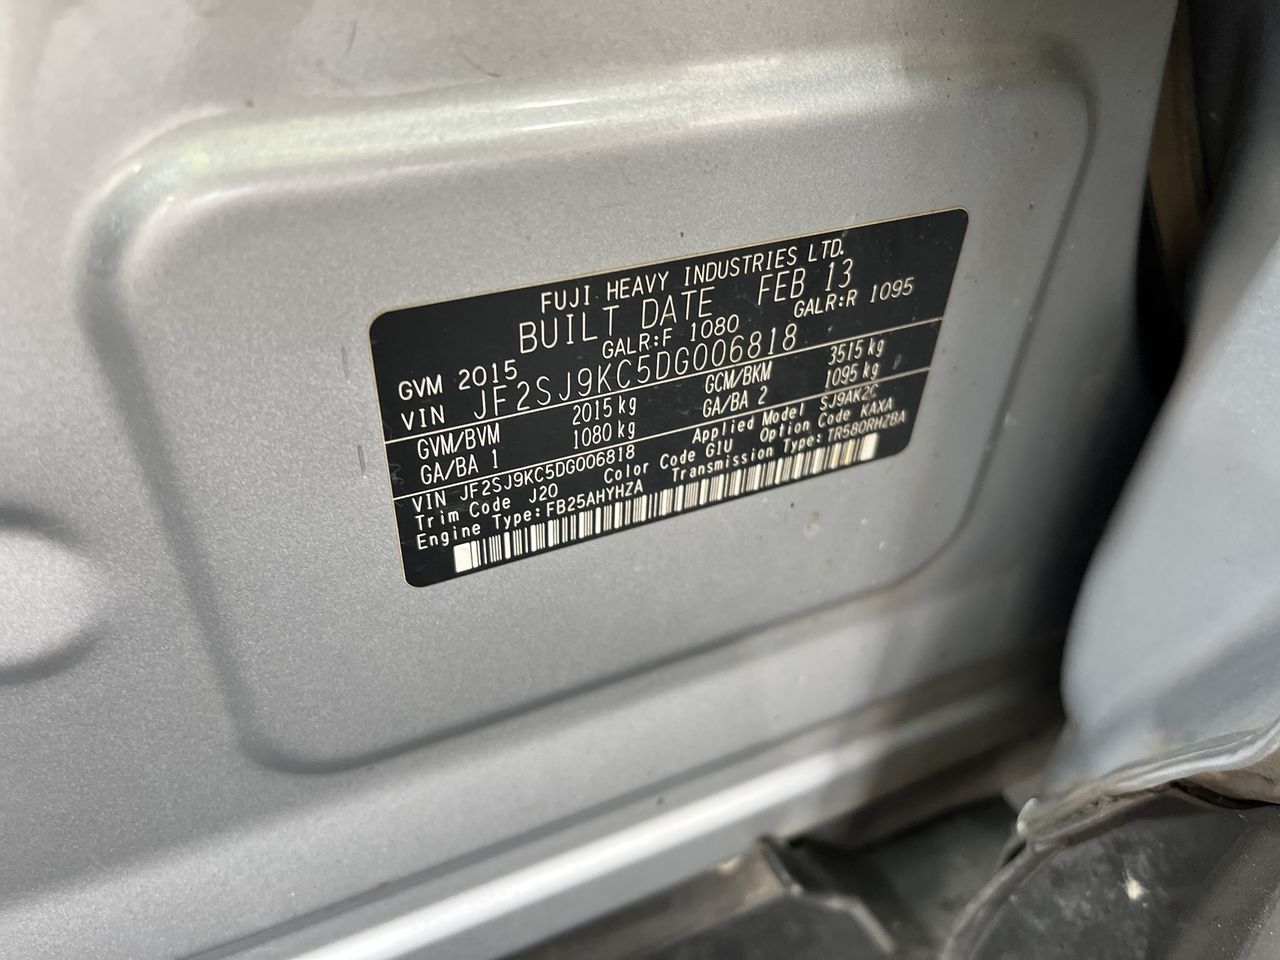 FUJI HEAVY INDUSTRIES LTD.
BUILT DATE FEB 13
GVM 2015 GALR:F 1080 GALR:R 1095
VIN JF2SJ9KC5DG006818
GVM/BVM 2015 kg GCM/BKM 3515 kg
GA/BA 1 1080 kg GA/BA 2 1095 kg
VIN JF2SJ9KC5DG006818 Applied Model SJ9AK2C
Trim Code J20 Color Code G1U Option Code KAXA
Engine Type:FB25AHYHZA Transmission Type:TR580RHZBA